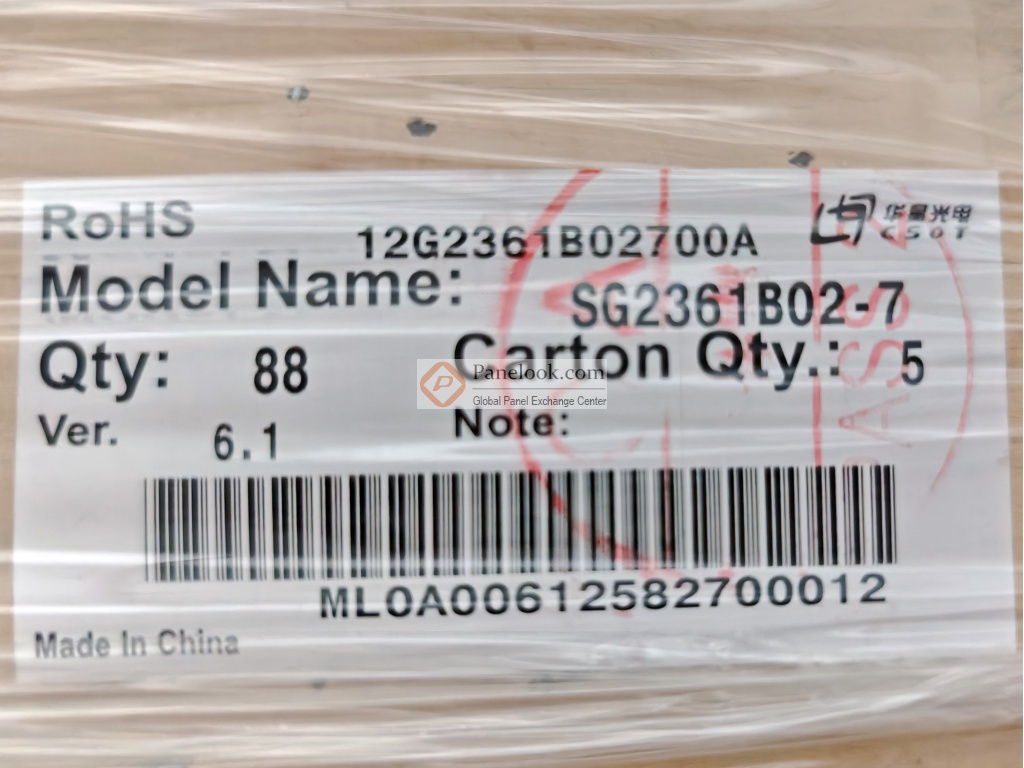 RoHS
12G2361B02700A
华星光电
CSOT
Model Name: SG2361B02-7
Qty: 88 Carton Qty.: 5
Panelook.com
Global Panel Exchange Center
Ver. 6.1 Note:
ML0A00612582700012
Made In China